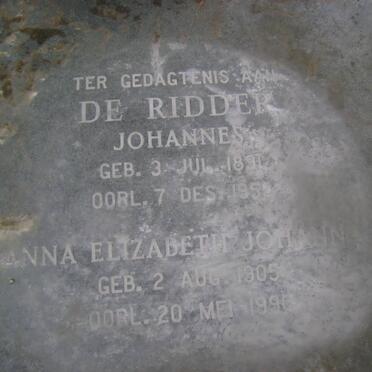 TER GEDAGTENIS AAN
DE RIDDER
JOHANNES
GEB. 3 JUL. 1891
OORL. 7 DES.
ANNA ELIZABETH JOHANN
GEB. 2 AUG. 1905
OORL. 20 MEI